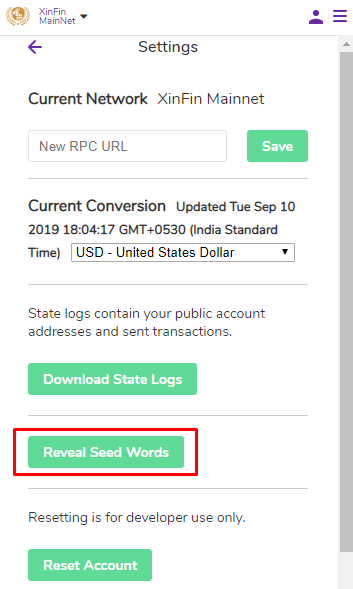 XinFin
MainNet
Settings
Current Network XinFin Mainnet
New RPC URL
Save
Current Conversion Updated Tue Sep 10
2019 18:04:17 GMT+0530 (India Standard
Time) USD - United States Dollar
State logs contain your public account
addresses and sent transactions.
Download State Logs
Reveal Seed Words
Resetting is for developer use only.
Reset Account